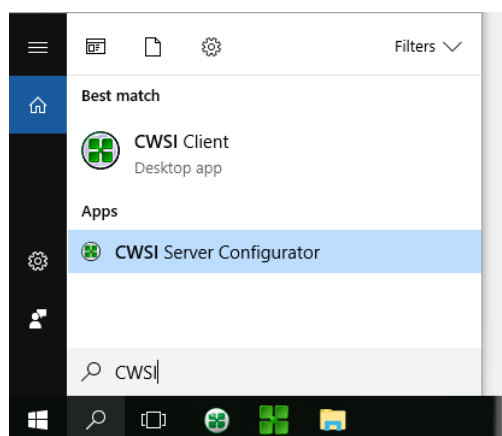 Filters
Best match
CWSI Client
Desktop app
Apps
CWSI Server Configurator
CWSI